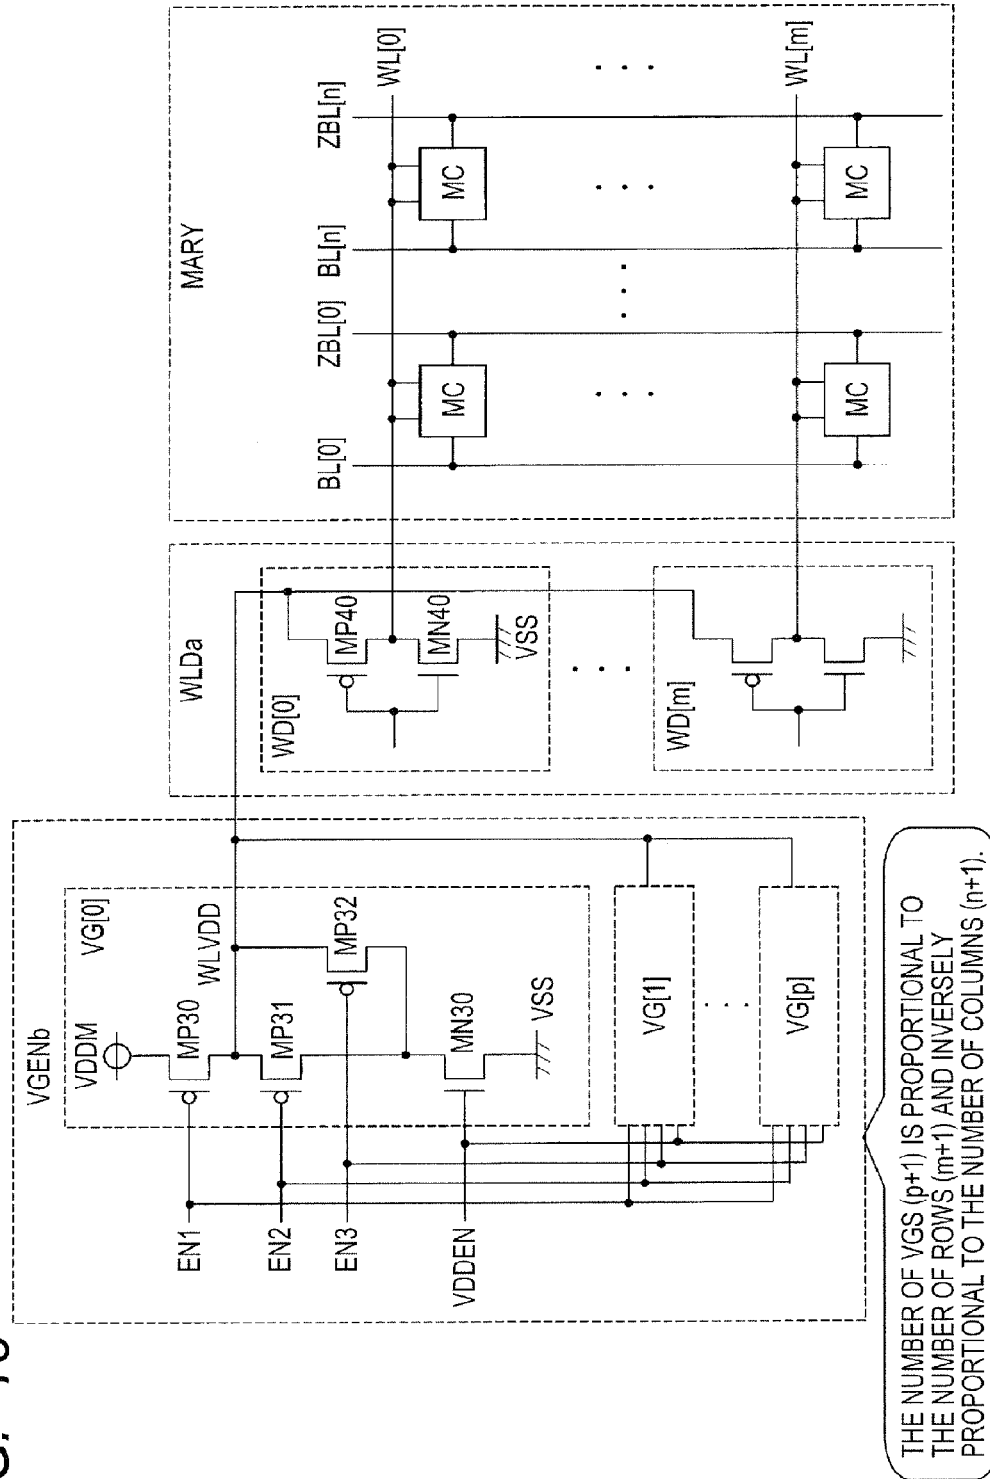 VGENb
VDDM
VG[0]
MP30
WLVDD
MP31
MP32
MN30
VSS
EN1
EN2
EN3
VDDEN
VG[1]
VG[p]
WLDa
WD[0]
MP40
MN40
VSS
WD[m]
MARY
BL[0]
ZBL[0]
BL[n]
ZBL[n]
WL[0]
MC
MC
WL[m]
MC
MC
THE NUMBER OF VGS (p+1) IS PROPORTIONAL TO
THE NUMBER OF ROWS (m+1) AND INVERSELY
PROPORTIONAL TO THE NUMBER OF COLUMNS (n+1).